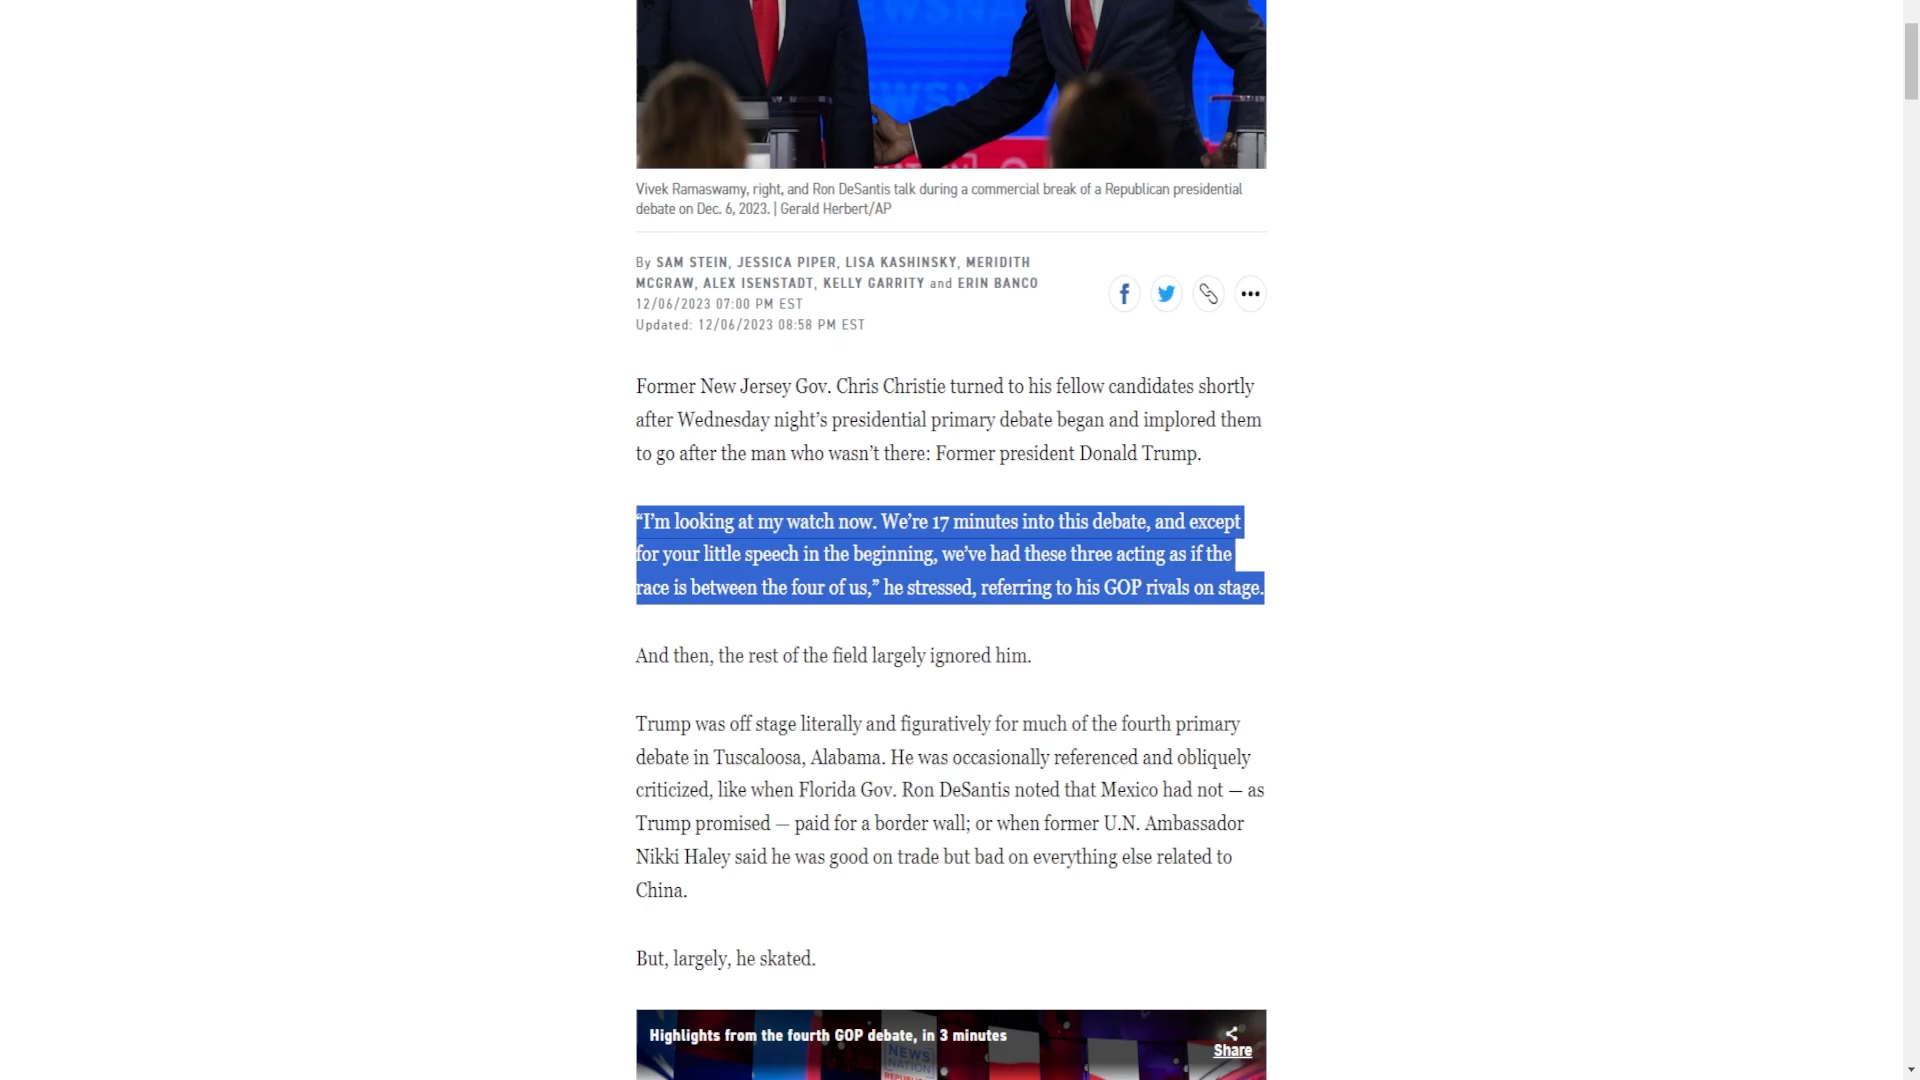 WSNA
WSN
Vivek Ramaswamy, right, and Ron DeSantis talk during a commercial break of a Republican presidential
debate on Dec. 6, 2023. | Gerald Herbert/AP
By SAM STEIN, JESSICA PIPER, LISA KASHINSKY, MERIDITH
MCGRAW, ALEX ISENSTADT, KELLY GARRITY and ERIN BANCO
12/06/2023 07:00 PM EST
Updated: 12/06/2023 08:58 PM EST
Former New Jersey Gov. Chris Christie turned to his fellow candidates shortly
after Wednesday night’s presidential primary debate began and implored them
to go after the man who wasn’t there: Former president Donald Trump.
“I’m looking at my watch now. We’re 17 minutes into this debate, and except
for your little speech in the beginning, we’ve had these three acting as if the
race is between the four of us,” he stressed, referring to his GOP rivals on stage.
And then, the rest of the field largely ignored him.
Trump was off stage literally and figuratively for much of the fourth primary
debate in Tuscaloosa, Alabama. He was occasionally referenced and obliquely
criticized, like when Florida Gov. Ron DeSantis noted that Mexico had not — as
Trump promised — paid for a border wall; or when former U.N. Ambassador
Nikki Haley said he was good on trade but bad on everything else related to
China.
But, largely, he skated.
Highlights from the fourth GOP debate, in 3 minutes
Share
NEWS
NATION